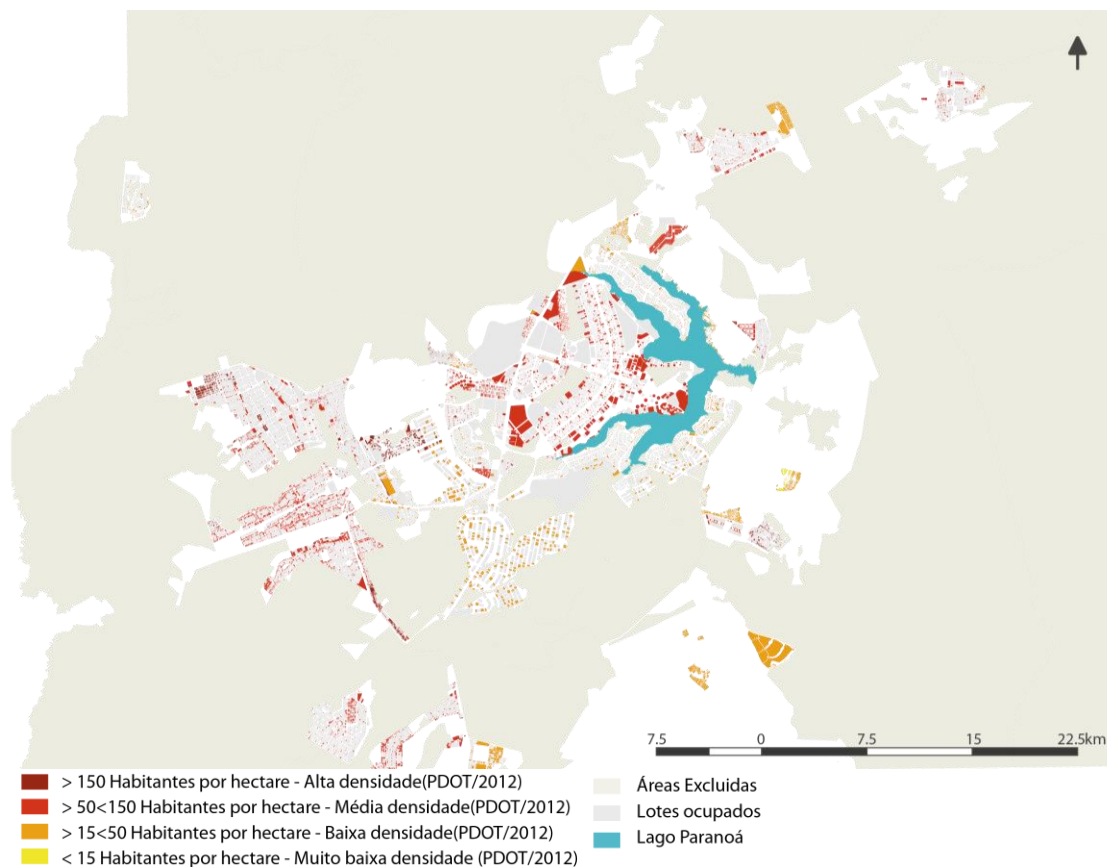 7.5 0 7.5 15 22.5km
> 150 Habitantes por hectare - Alta densidade(PDOT/2012)
> 50<150 Habitantes por hectare - Média densidade(PDOT/2012)
> 15<50 Habitantes por hectare - Baixa densidade(PDOT/2012)
< 15 Habitantes por hectare - Muito baixa densidade (PDOT/2012)
Áreas Excluidas
Lotes ocupados
Lago Paranoá